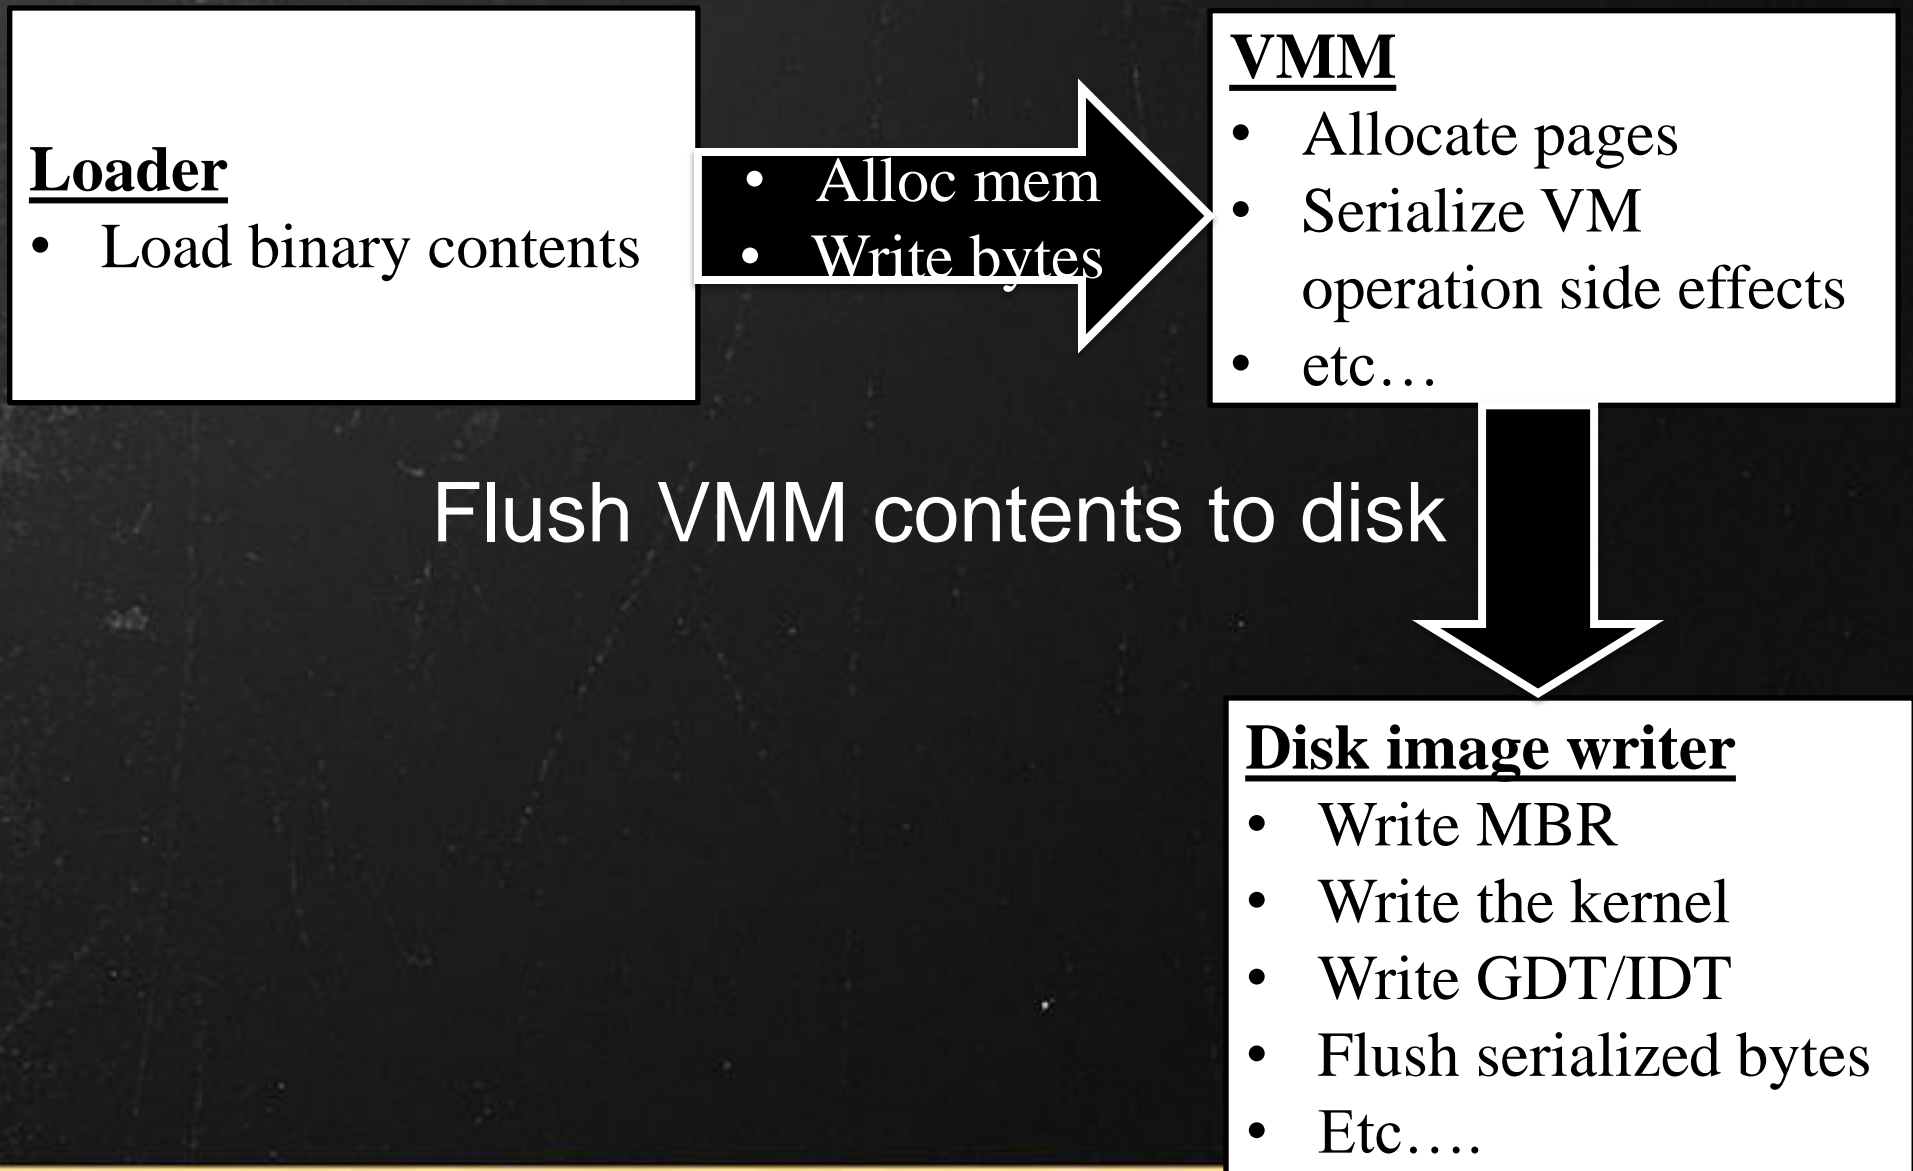 Loader
• Load binary contents
• Alloc mem
• Write bytes
VMM
• Allocate pages
• Serialize VM
operation side effects
• etc…
Flush VMM contents to disk
Disk image writer
• Write MBR
• Write the kernel
• Write GDT/IDT
• Flush serialized bytes
• Etc….